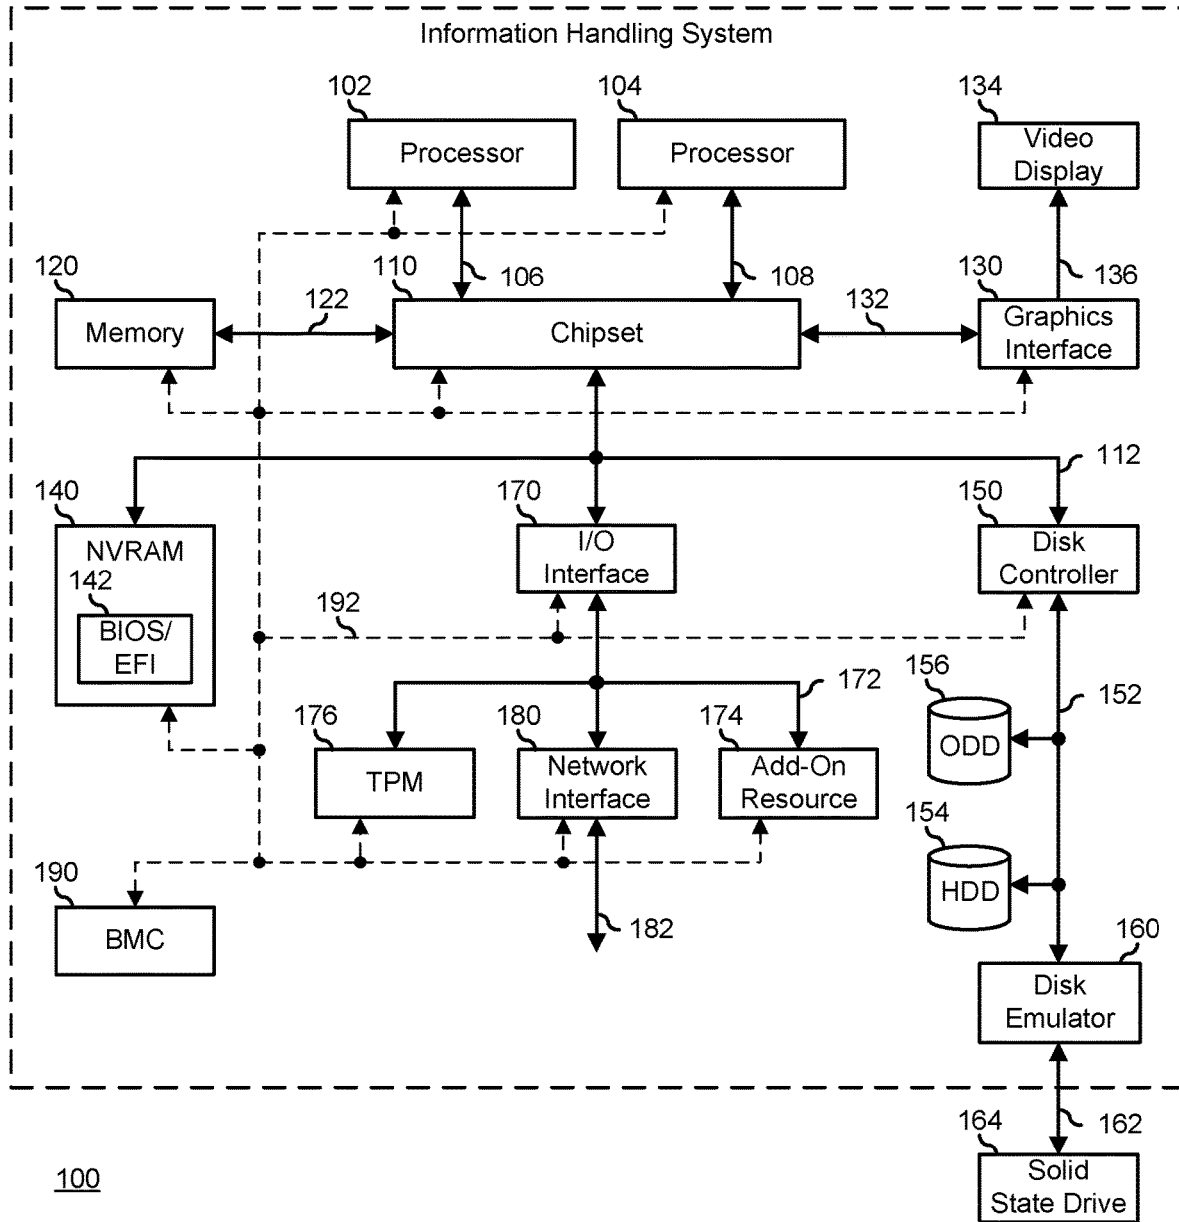 Information Handling System
102
104
134
Processor
Processor
Video
Display
120
110
106
108
130
136
122
132
Memory
Chipset
Graphics
Interface
112
140
170
150
NVRAM
I/O
Interface
Disk
Controller
142
BIOS/
EFI
192
156
172
152
176
180
174
ODD
TPM
Network
Interface
Add-On
Resource
154
HDD
190
BMC
182
160
Disk
Emulator
164
162
100
Solid
State Drive